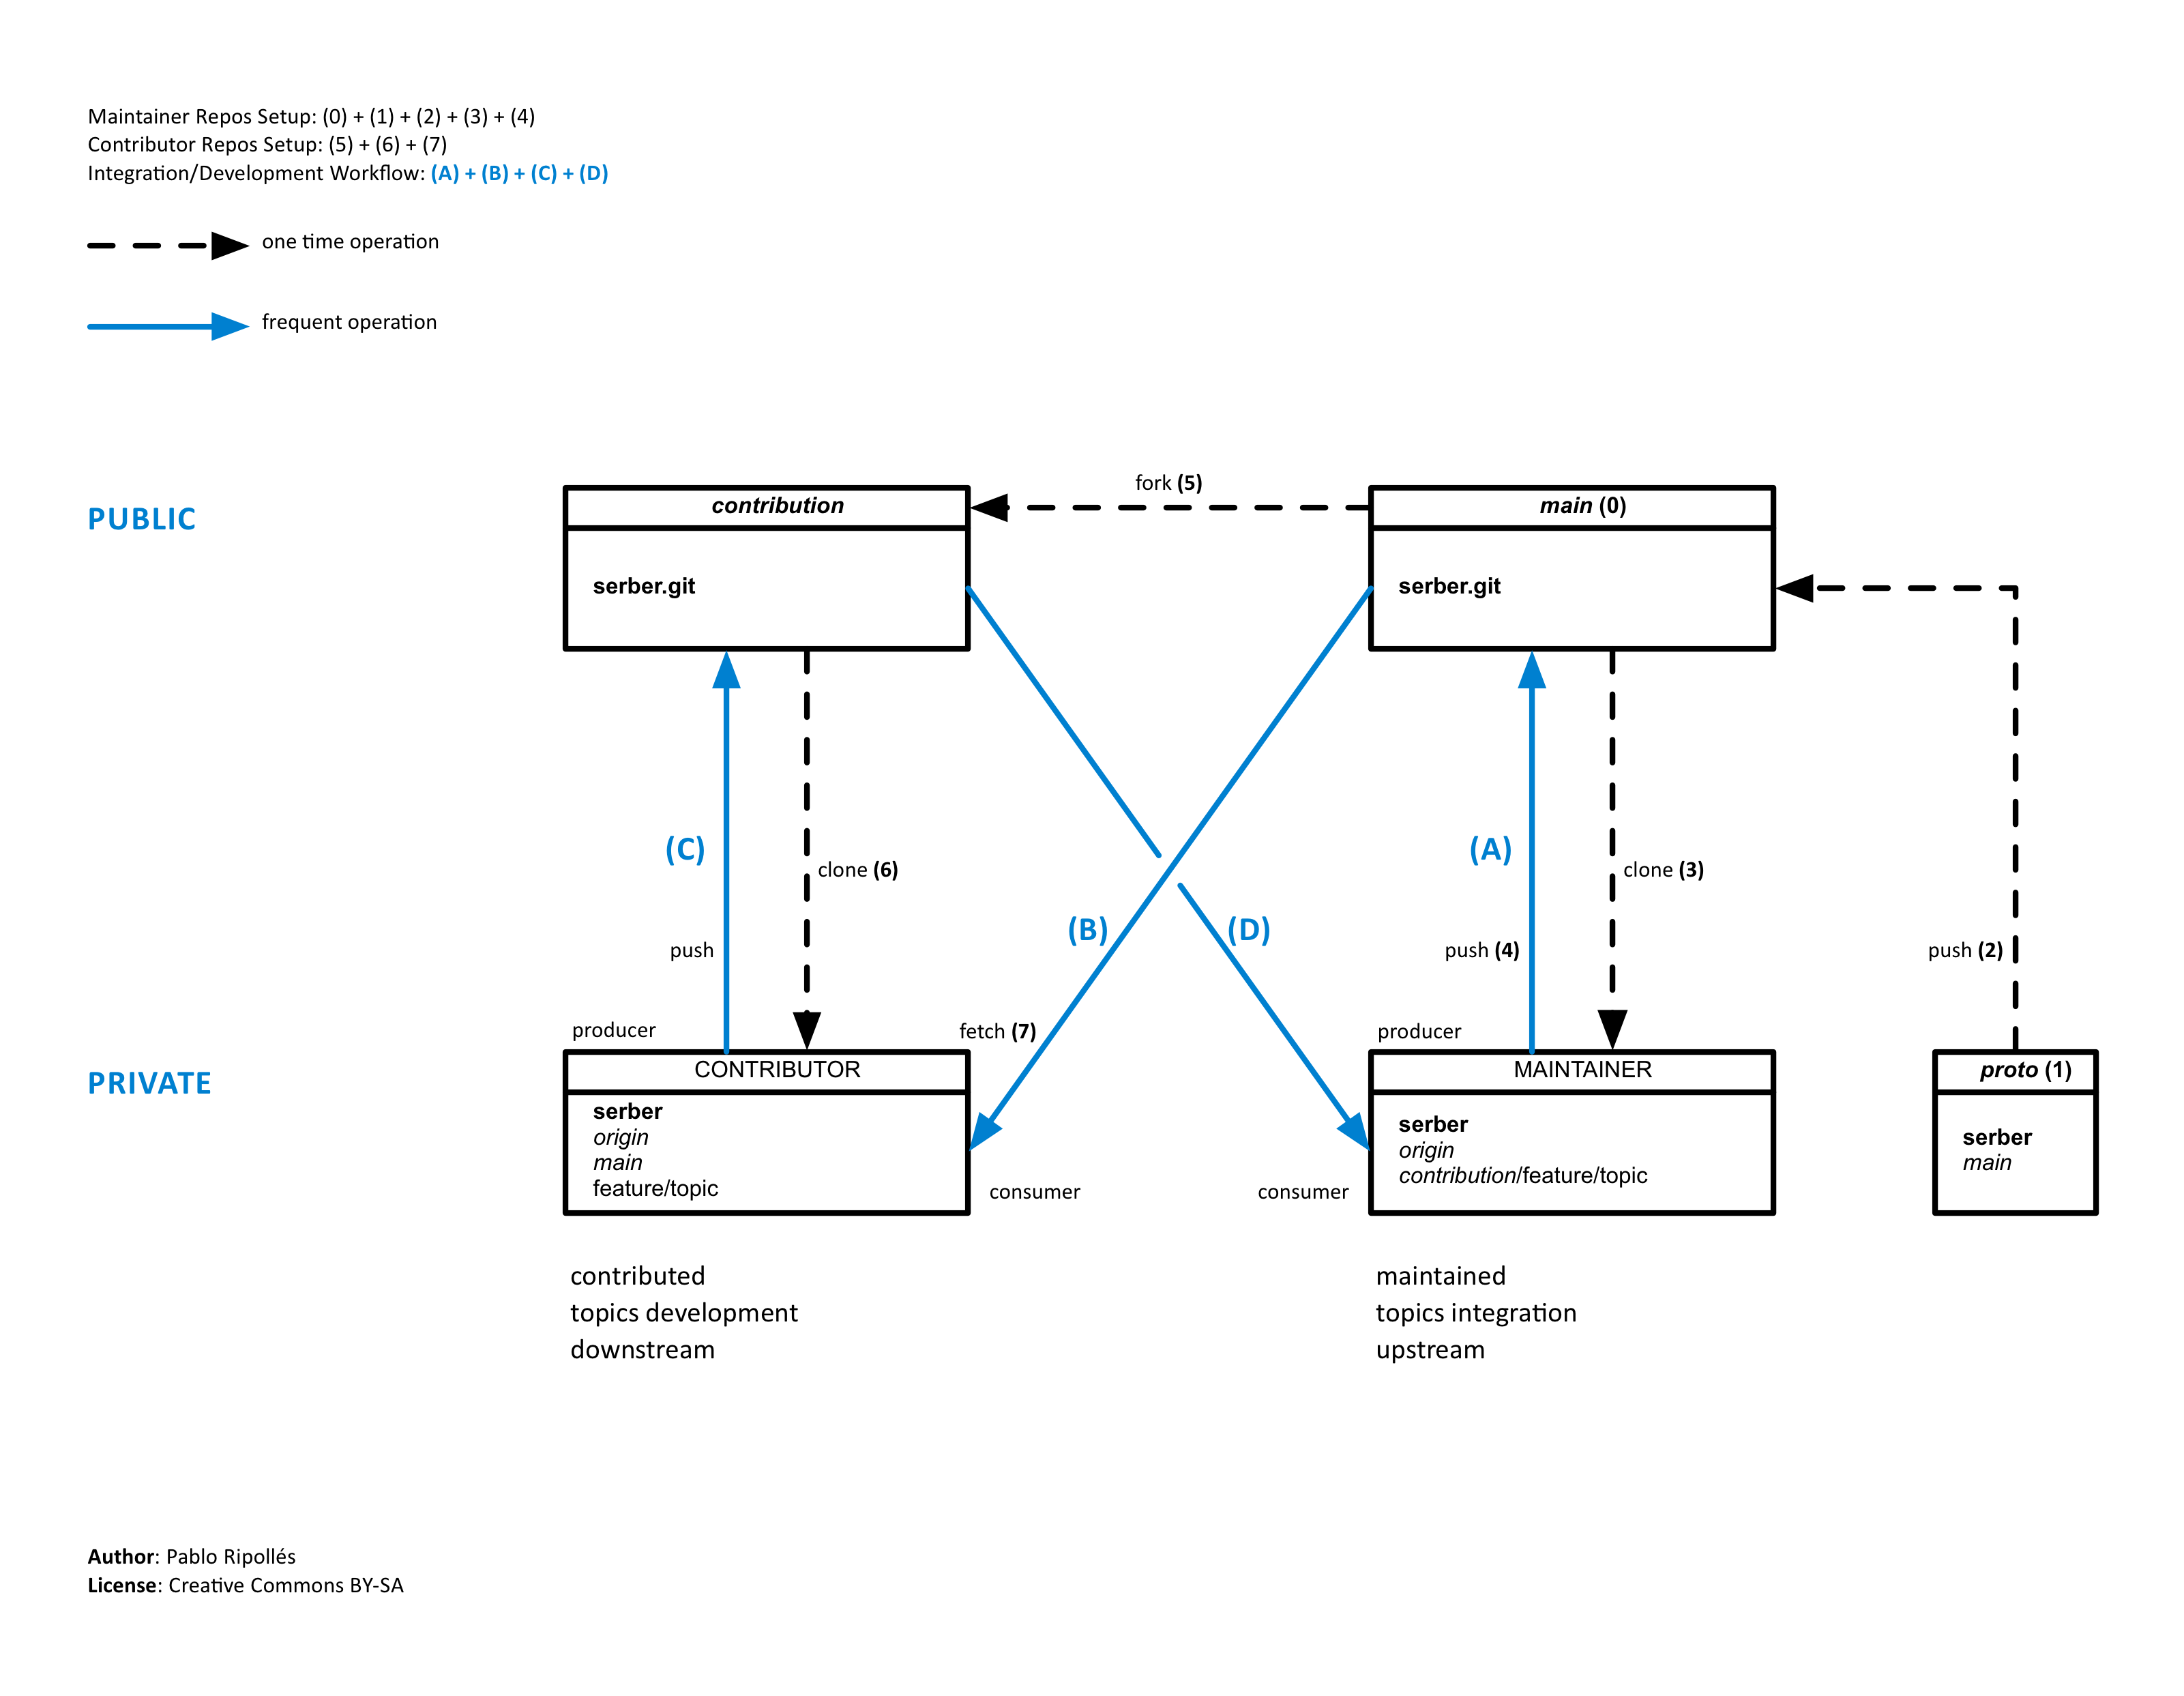 Maintainer Repos Setup: (0) + (1) + (2) + (3) + (4)
Contributor Repos Setup: (5) + (6) + (7)
Integration/Development Workflow: (A) + (B) + (C) + (D)
one time operation
frequent operation
PUBLIC
contribution
serber.git
fork (5)
main (0)
serber.git
(C)
clone (6)
push
producer
(B)
(D)
fetch (7)
(A)
clone (3)
push (4)
producer
push (2)
PRIVATE
CONTRIBUTOR
serber
origin
main
feature/topic
consumer
consumer
MAINTAINER
serber
origin
contribution/feature/topic
proto (1)
serber
main
contributed
topics development
downstream
maintained
topics integration
upstream
Author: Pablo Ripollés
License: Creative Commons BY-SA